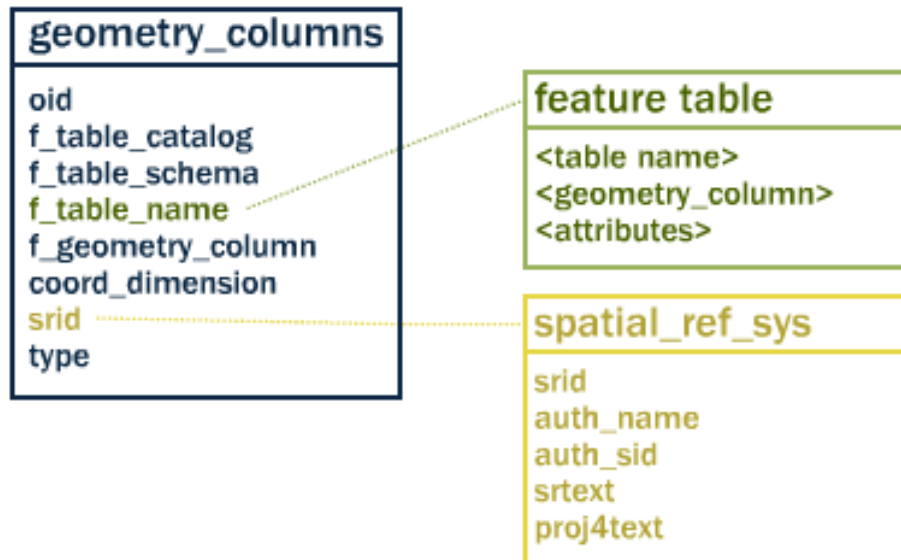 geometry_columns
oid
f_table_catalog
f_table_schema
f_table_name
f_geometry_column
coord_dimension
srid
type
feature table
<table name>
<geometry_column>
<attributes>
spatial_ref_sys
srid
auth_name
auth_sid
srtext
proj4text